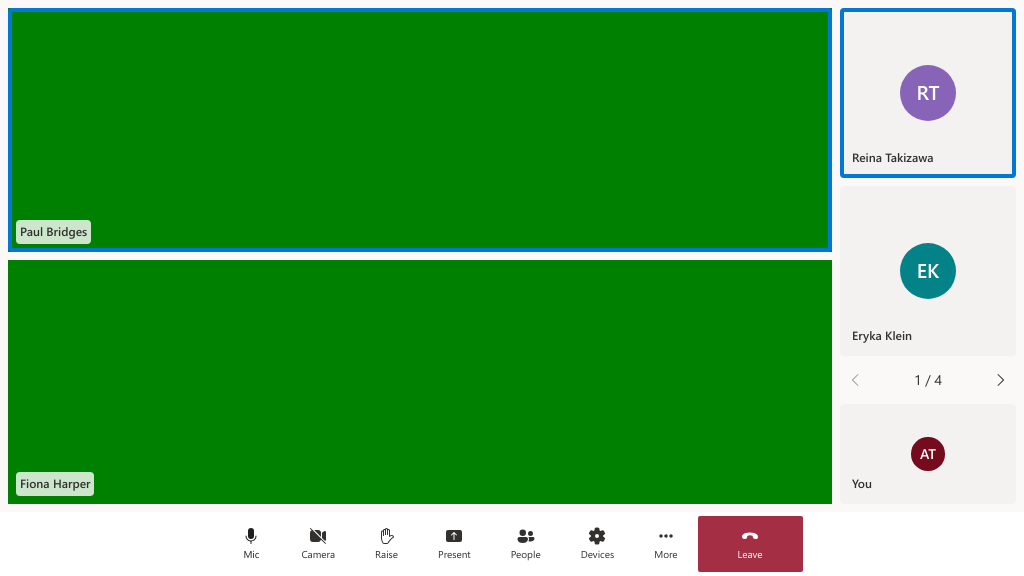 Paul Bridges
Fiona Harper
RT
Reina Takizawa
EK
Eryka Klein
1 / 4
AT
You
Mic
Camera
Raise
Present
People
Devices
More
Leave